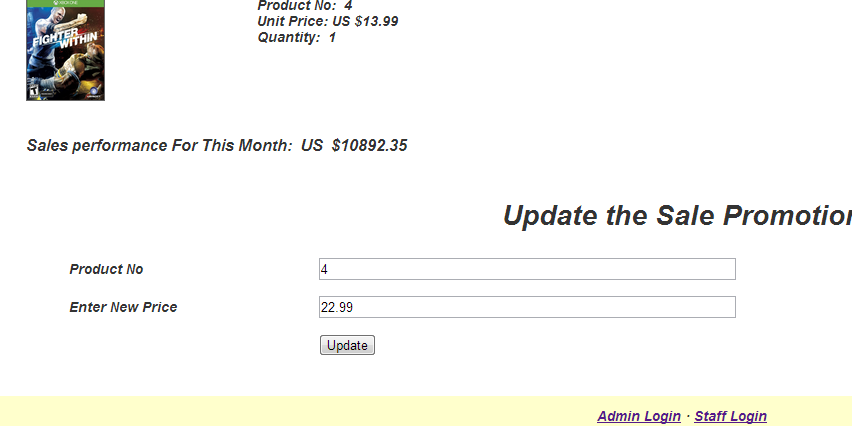 XBOX ONE
FIGHTER
WITHIN
Product No: 4
Unit Price: US $13.99
Quantity: 1
Sales performance For This Month: US $10892.35
Update the Sale Promotion
Product No
4
Enter New Price
22.99
Update
Admin Login · Staff Login